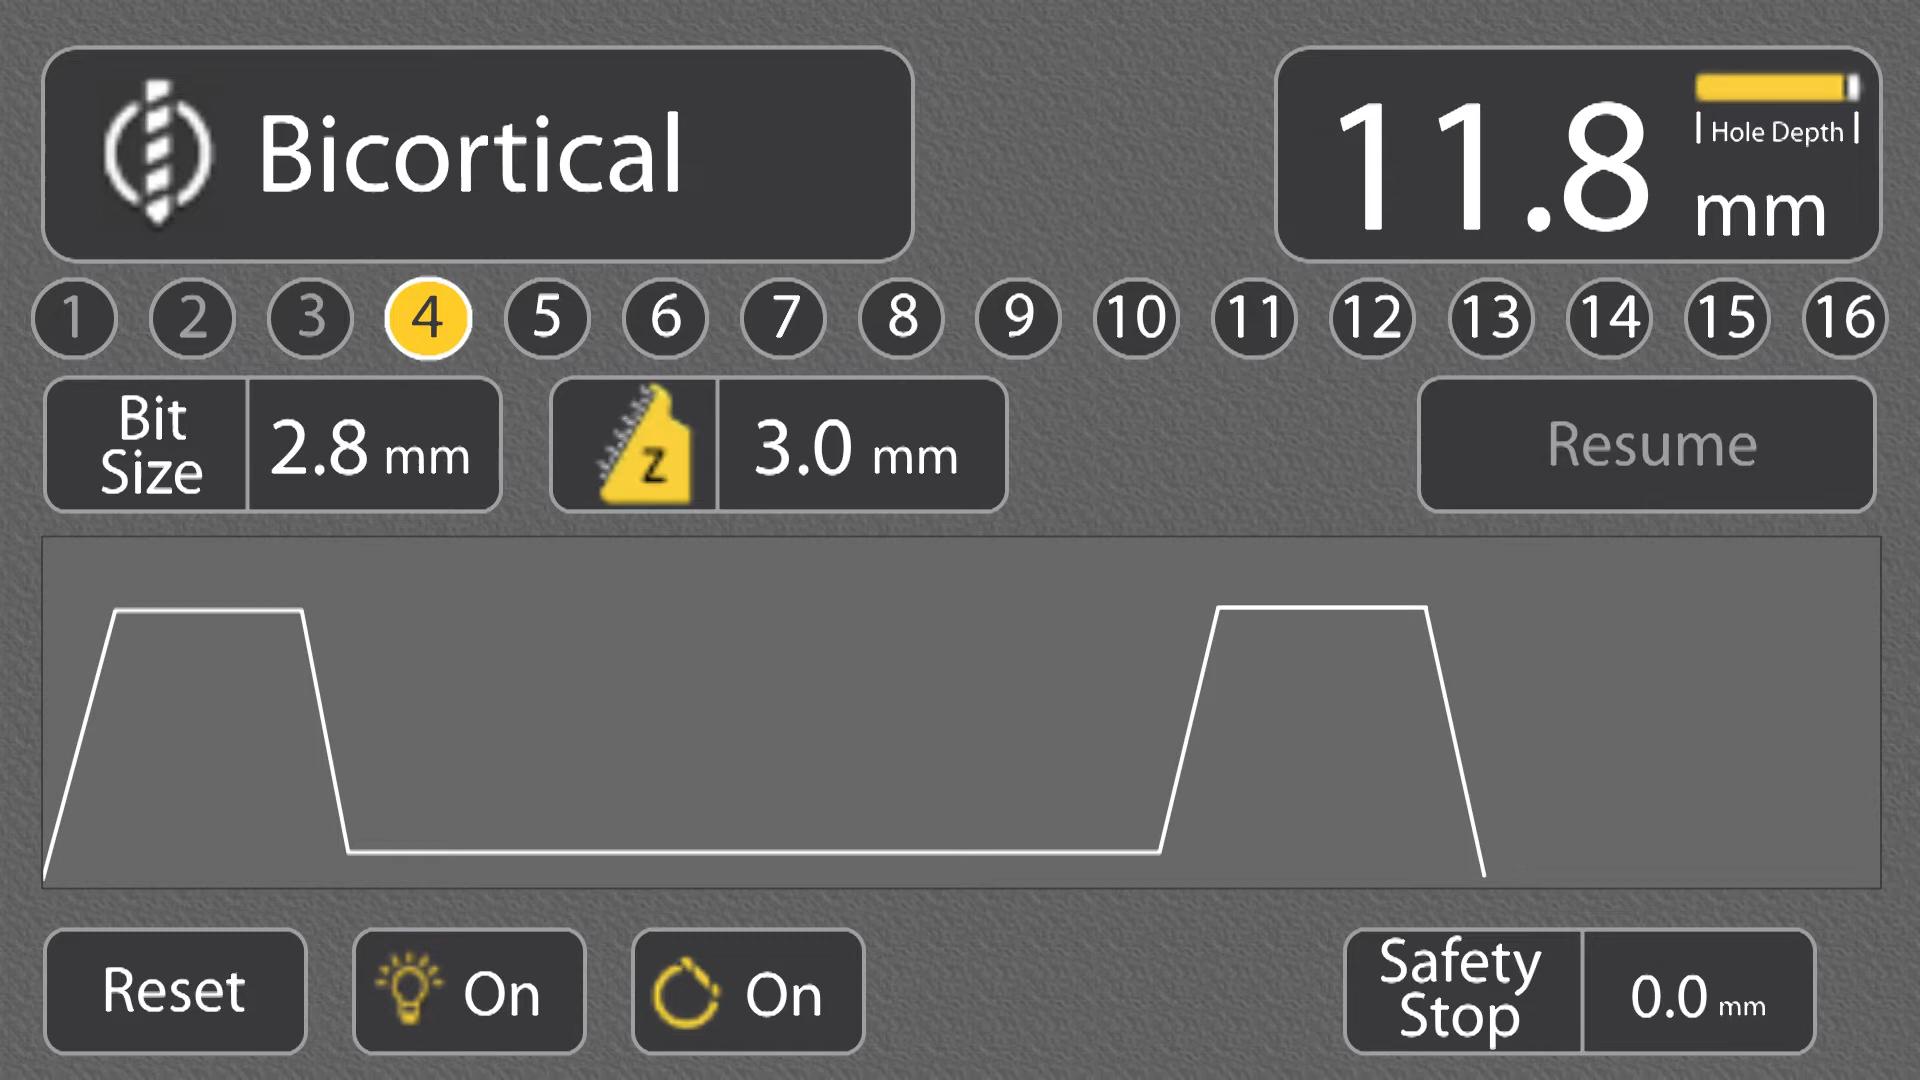 Bicortical
11.8 mm
Hole Depth
1 2 3 4 5 6 7 8 9 10 11 12 13 14 15 16
Bit
Size
2.8 mm
Z
3.0 mm
Resume
Reset
On
On
Safety
Stop
0.0 mm